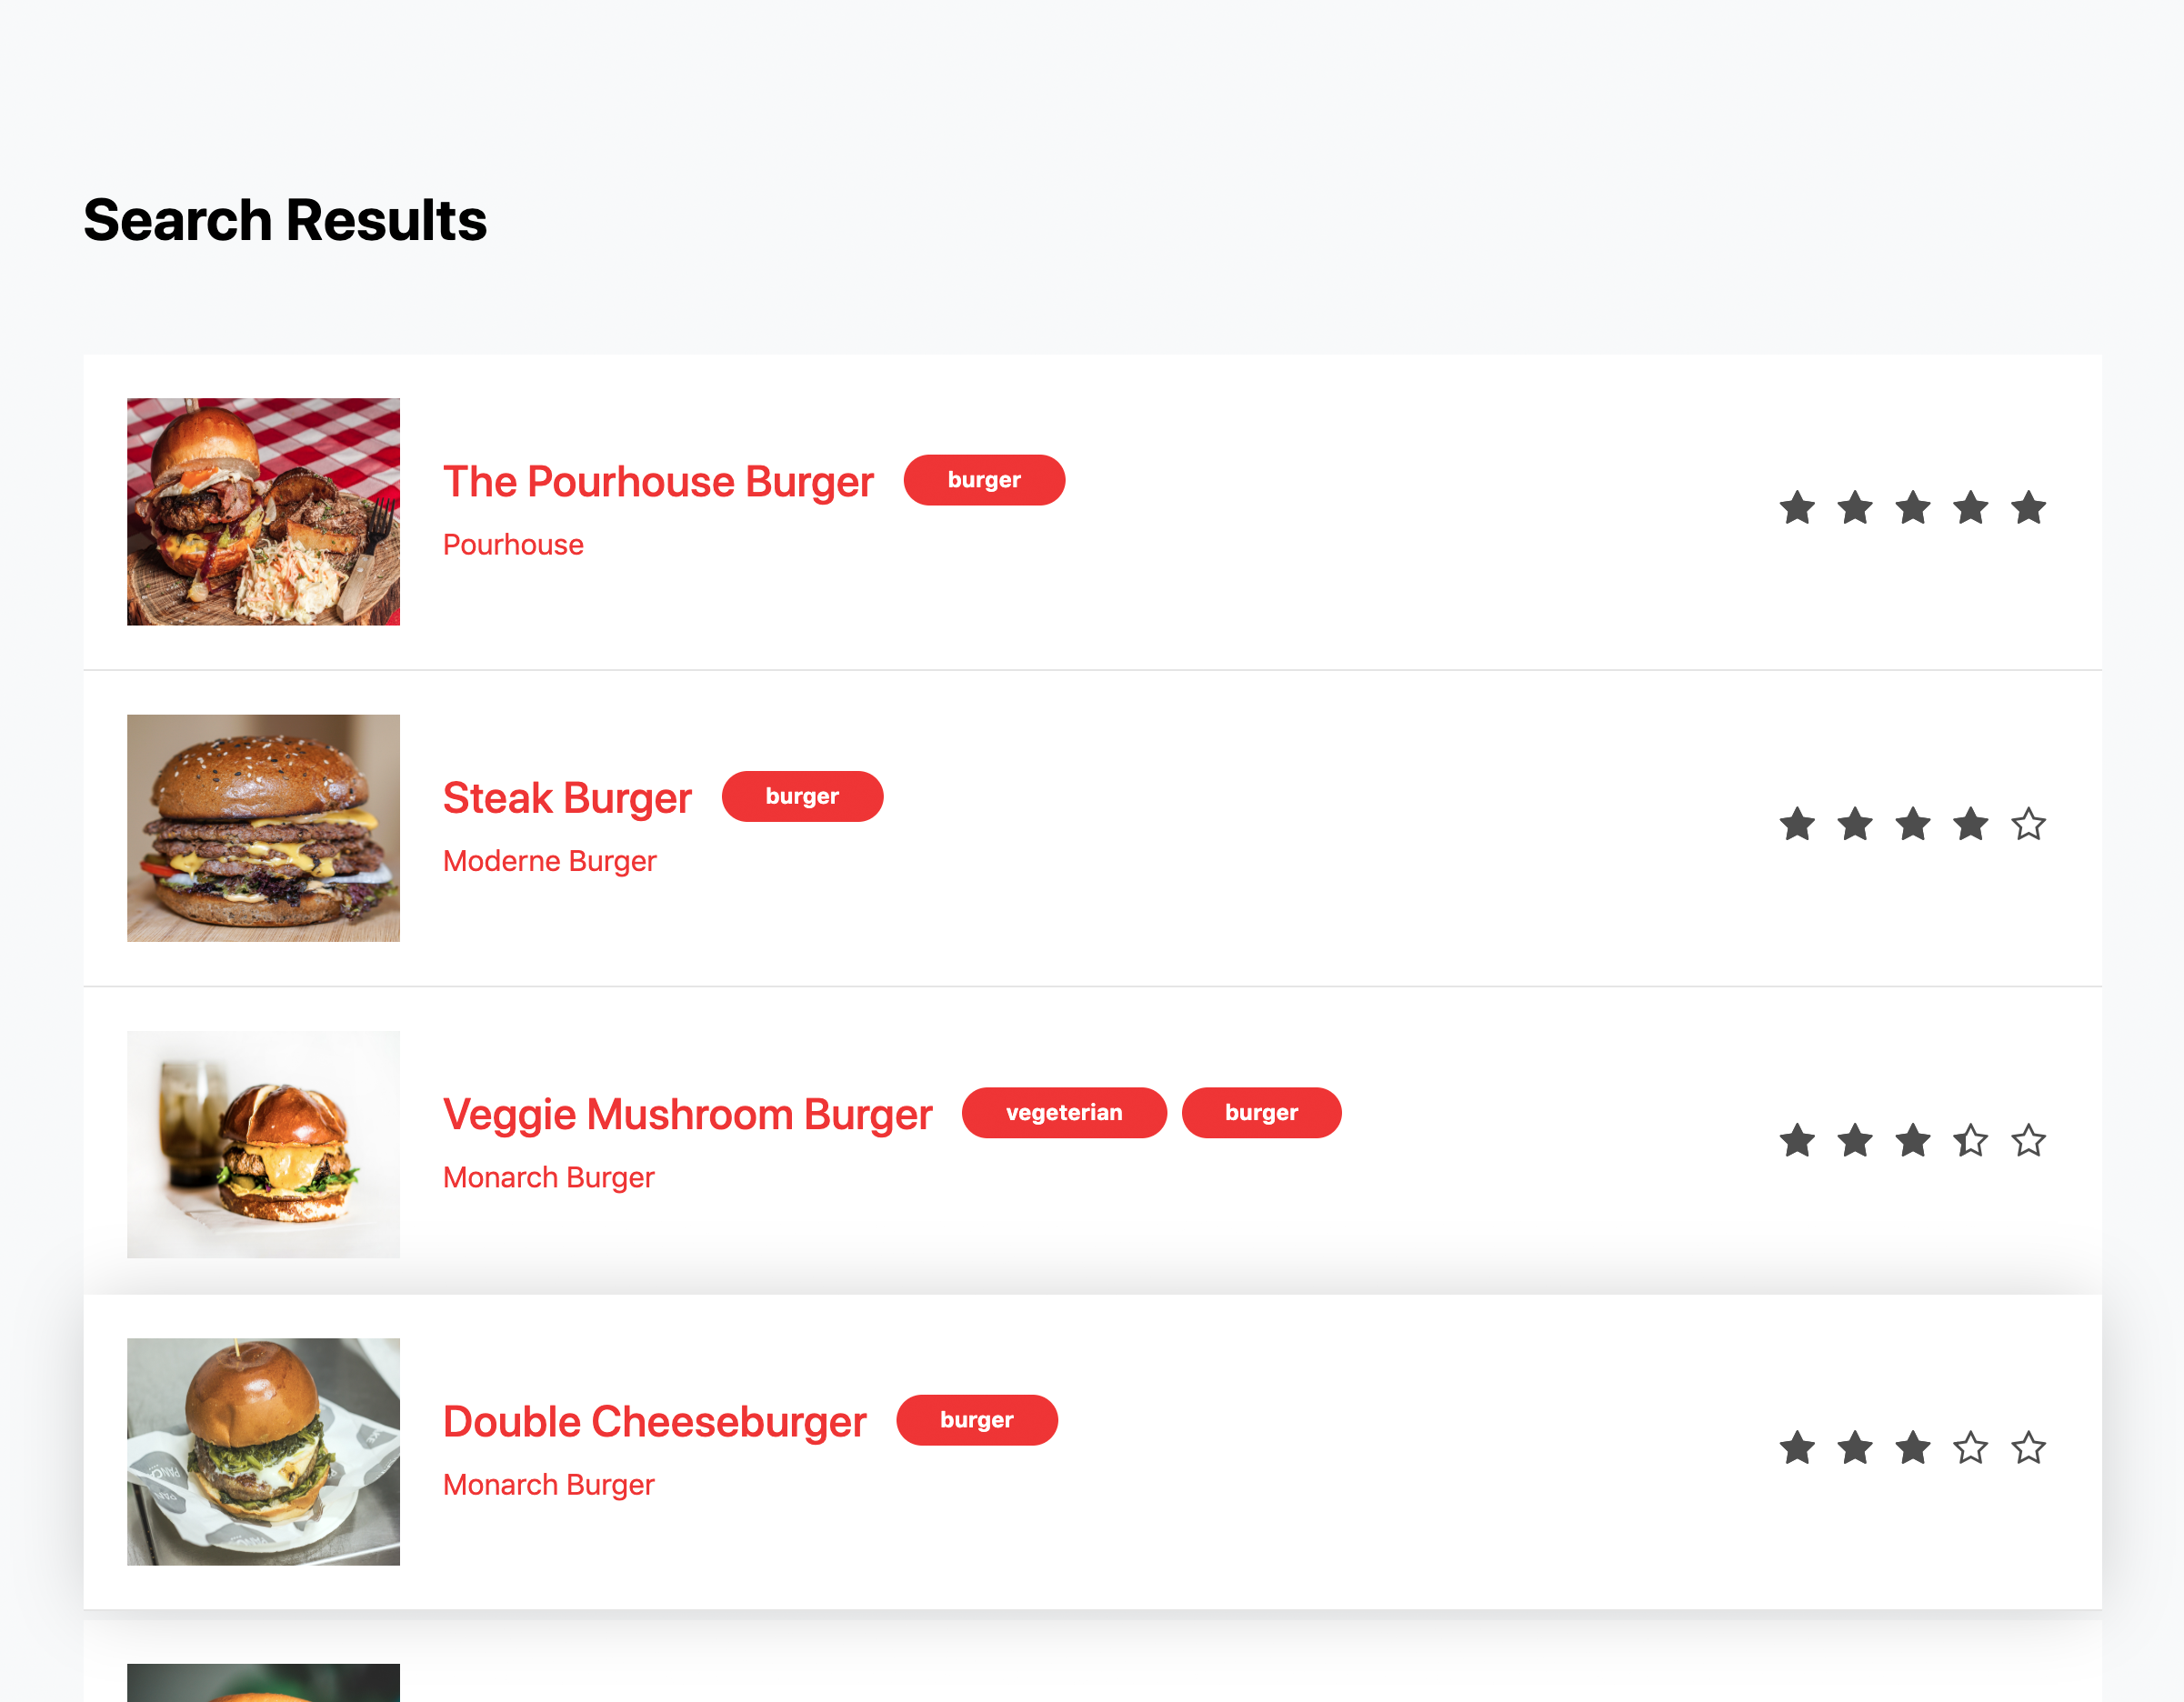 Search Results
The Pourhouse Burger burger
Pourhouse
Steak Burger burger
Moderne Burger
Veggie Mushroom Burger vegeterian burger
Monarch Burger
Double Cheeseburger burger
Monarch Burger